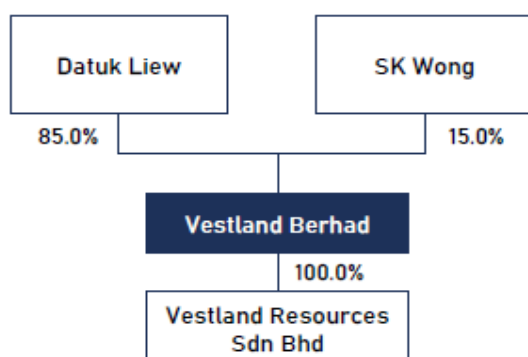 Datuk Liew
SK Wong
85.0%
15.0%
Vestland Berhad
100.0%
Vestland Resources
Sdn Bhd